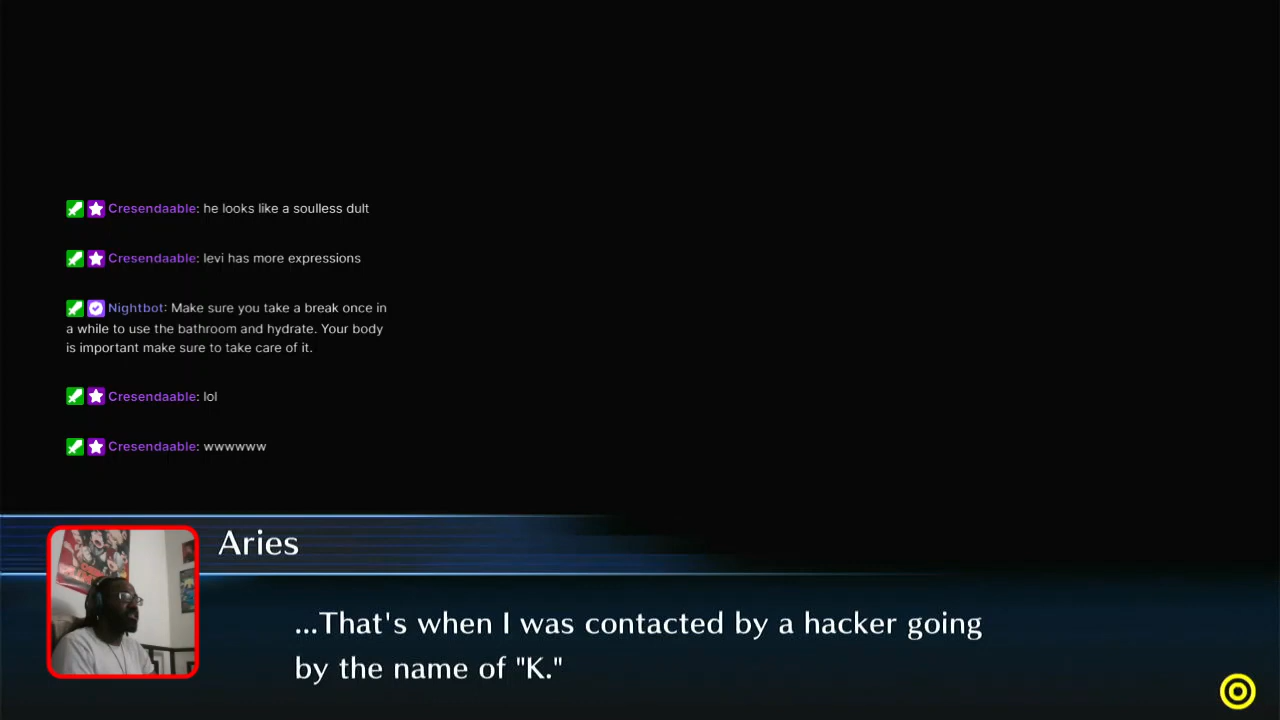 Cresendaable: he looks like a soulless dult
Cresendaable: levi has more expressions
Nightbot: Make sure you take a break once in
a while to use the bathroom and hydrate. Your body
is important make sure to take care of it.
Cresendaable: lol
Cresendaable: wwwwww
Aries
...That's when I was contacted by a hacker going
by the name of "K."